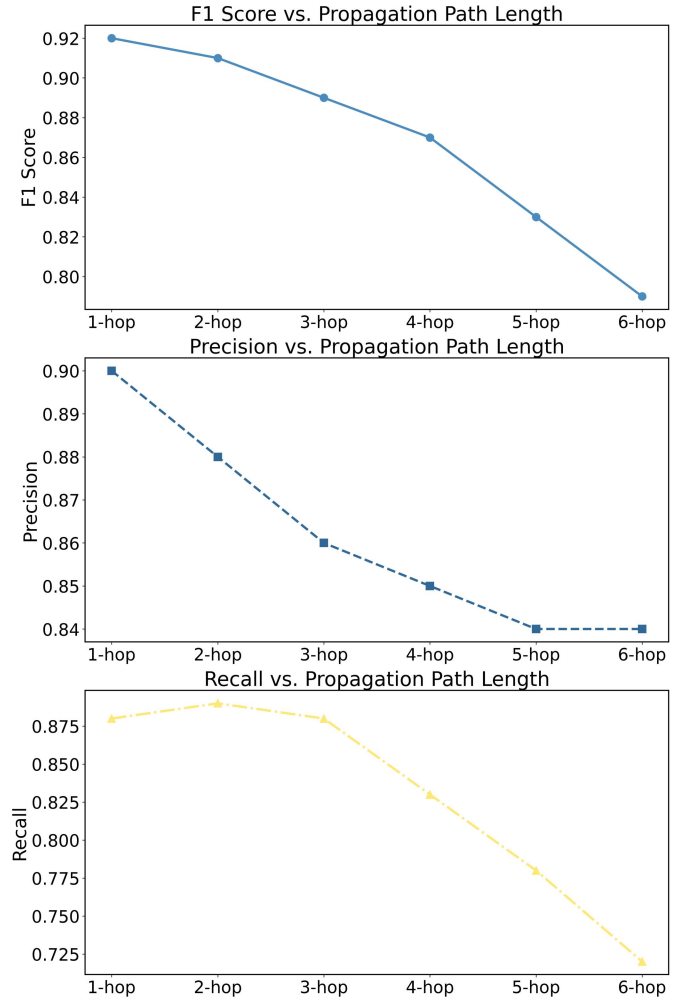 F1 Score vs. Propagation Path Length
0.92
0.90
0.88
0.86
0.84
0.82
0.80
F1 Score
1-hop 2-hop 3-hop 4-hop 5-hop 6-hop
Precision vs. Propagation Path Length
0.90
0.89
0.88
0.87
0.86
0.85
0.84
Precision
1-hop 2-hop 3-hop 4-hop 5-hop 6-hop
Recall vs. Propagation Path Length
0.875
0.850
0.825
0.800
0.775
0.750
0.725
Recall
1-hop 2-hop 3-hop 4-hop 5-hop 6-hop